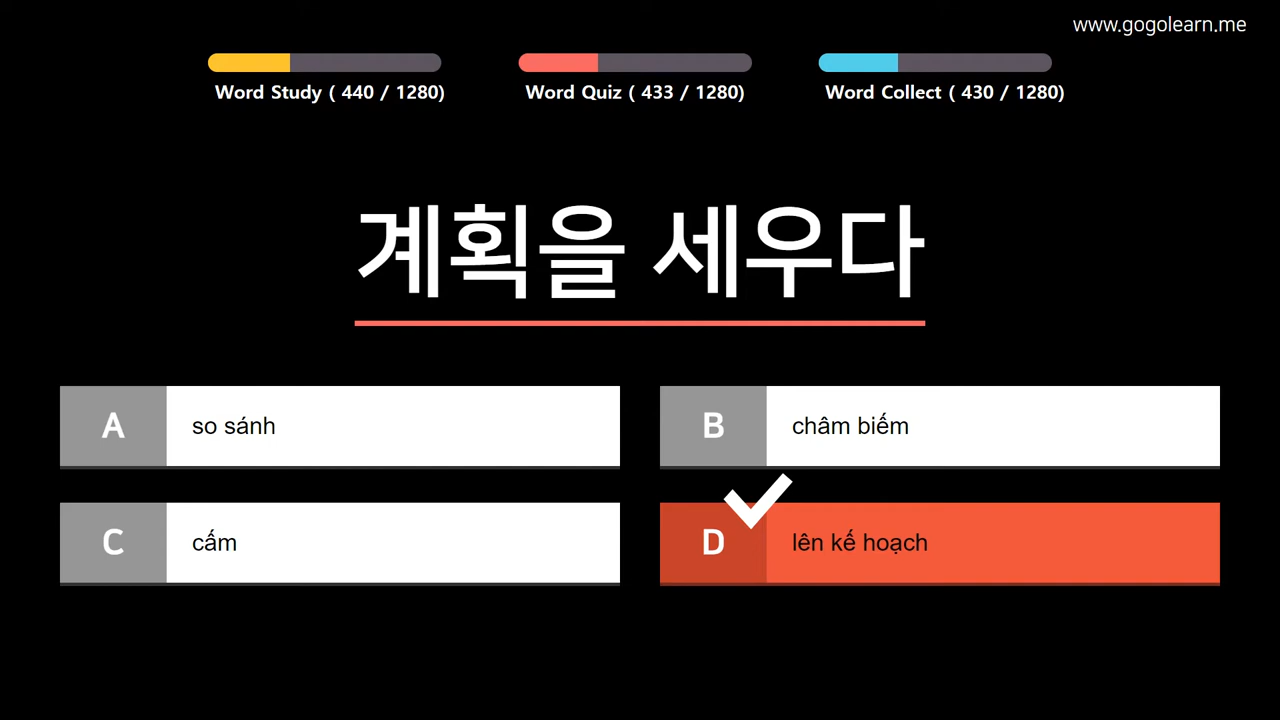 www.gogolearn.me
Word Study ( 440 / 1280)
Word Quiz ( 433 / 1280)
Word Collect ( 430 / 1280)
계획을 세우다
A so sánh
B châm biếm
C cấm
D lên kế hoạch